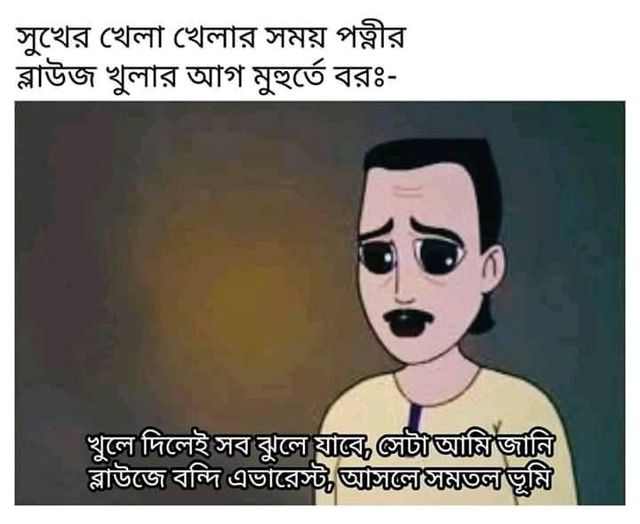 সুখের খেলা খেলার সময় পত্নীর
ব্লাউজ খুলার আগ মুহুর্তে বরঃ-
খুলে দিলেই সব ঝুলে যাবে, সেটা আমি জানি
ব্লাউজে বন্দি এভারেস্ট, আসলে সমতল ভূমি